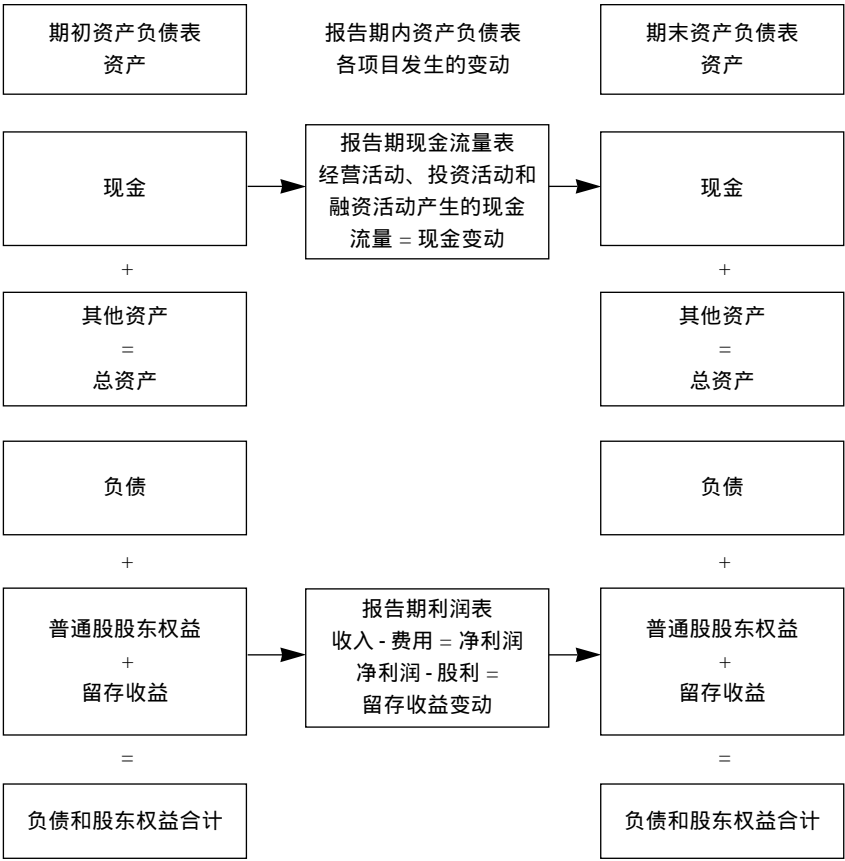 期初资产负债表
资产
报告期内资产负债表
各项目发生的变动
期末资产负债表
资产
现金
报告期现金流量表
经营活动、投资活动和
融资活动产生的现金
流量 = 现金变动
现金
+
+
其他资产
=
总资产
其他资产
=
总资产
负债
负债
+
+
普通股股东权益
+
留存收益
报告期利润表
收入 - 费用 = 净利润
净利润 - 股利 =
留存收益变动
普通股股东权益
+
留存收益
=
=
负债和股东权益合计
负债和股东权益合计